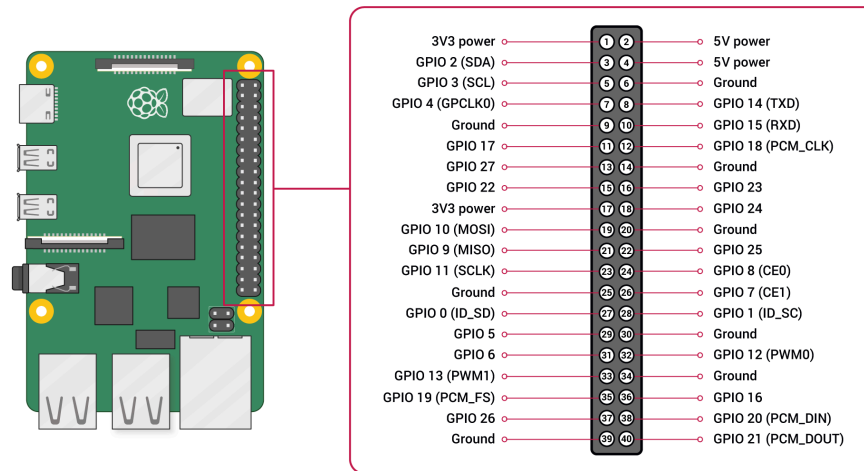 3V3 power 1 2 5V power
GPIO 2 (SDA) 3 4 5V power
GPIO 3 (SCL) 5 6 Ground
GPIO 4 (GPCLK0) 7 8 GPIO 14 (TXD)
Ground 9 10 GPIO 15 (RXD)
GPIO 17 11 12 GPIO 18 (PCM_CLK)
GPIO 27 13 14 Ground
GPIO 22 15 16 GPIO 23
3V3 power 17 18 GPIO 24
GPIO 10 (MOSI) 19 20 Ground
GPIO 9 (MISO) 21 22 GPIO 25
GPIO 11 (SCLK) 23 24 GPIO 8 (CE0)
Ground 25 26 GPIO 7 (CE1)
GPIO 0 (ID_SD) 27 28 GPIO 1 (ID_SC)
GPIO 5 29 30 Ground
GPIO 6 31 32 GPIO 12 (PWM0)
GPIO 13 (PWM1) 33 34 Ground
GPIO 19 (PCM_FS) 35 36 GPIO 16
GPIO 26 37 38 GPIO 20 (PCM_DIN)
Ground 39 40 GPIO 21 (PCM_DOUT)